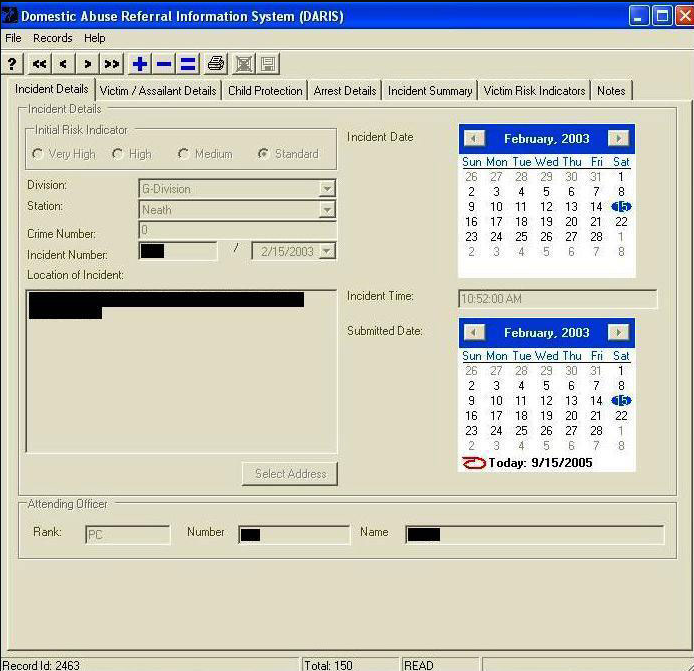 Domestic Abuse Referral Information System (DARIS)
File Records Help
? << < > >>
Incident Details Victim / Assailant Details Child Protection Arrest Details Incident Summary Victim Risk Indicators Notes
Incident Details
Initial Risk Indicator
Very High High Medium Standard
Division: G-Division
Station: Neath
Crime Number: 0
Incident Number: / 2/15/2003
Location of Incident:
Select Address
Incident Date
February, 2003
Sun Mon Tue Wed Thu Fri Sat
26 27 28 29 30 31 1
2 3 4 5 6 7 8
9 10 11 12 13 14 15
16 17 18 19 20 21 22
23 24 25 26 27 28 1
2 3 4 5 6 7 8
Incident Time: 10:52:00 AM
Submitted Date:
February, 2003
Sun Mon Tue Wed Thu Fri Sat
26 27 28 29 30 31 1
2 3 4 5 6 7 8
9 10 11 12 13 14 15
16 17 18 19 20 21 22
23 24 25 26 27 28 1
2 3 4 5 6 7 8
Today: 9/15/2005
Attending Officer
Rank: PC Number Name
Record Id: 2463 Total: 150 READ